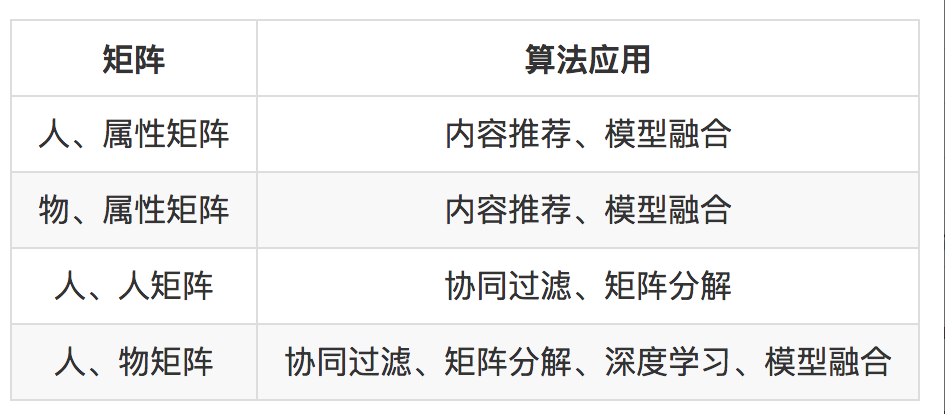 矩阵 算法应用
人、属性矩阵 内容推荐、模型融合
物、属性矩阵 内容推荐、模型融合
人、人矩阵 协同过滤、矩阵分解
人、物矩阵 协同过滤、矩阵分解、深度学习、模型融合